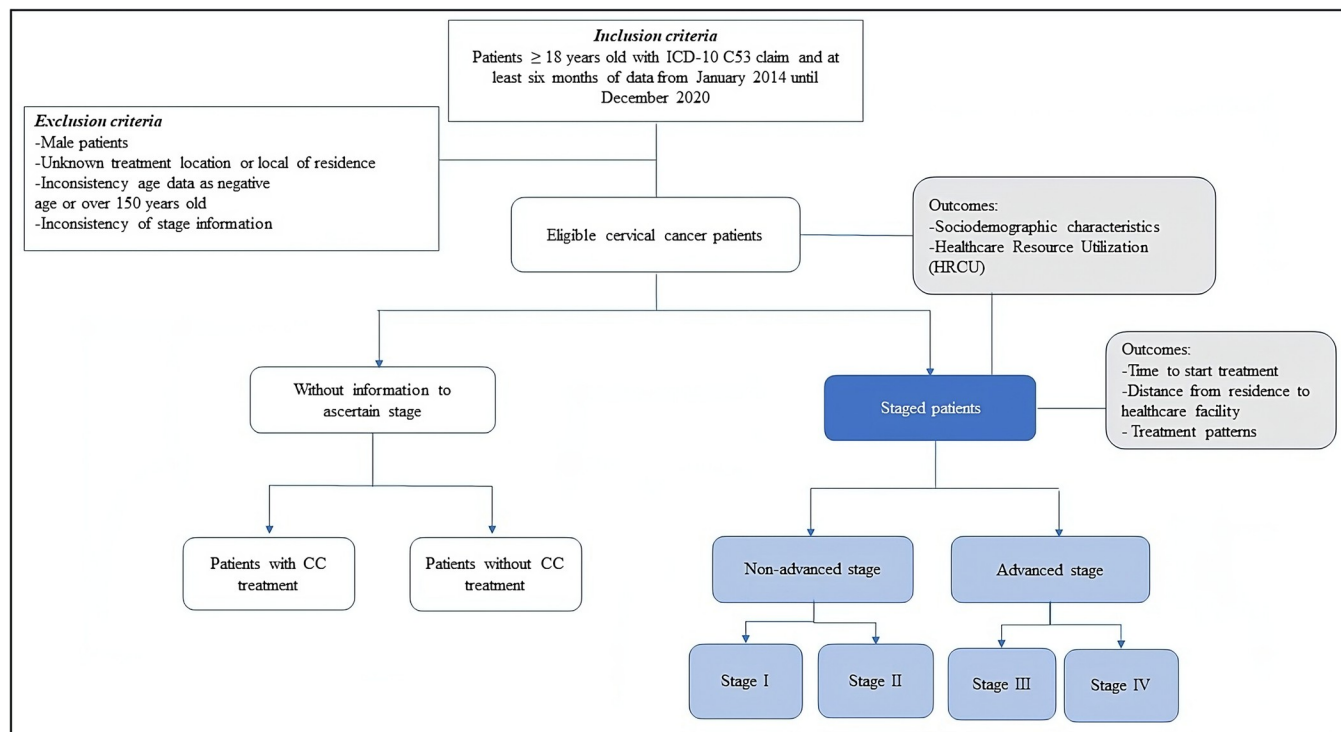 Inclusion criteria
Patients ≥ 18 years old with ICD-10 C53 claim and at
least six months of data from January 2014 until
December 2020
Exclusion criteria
-Male patients
-Unknown treatment location or local of residence
-Inconsistency age data as negative
age or over 150 years old
-Inconsistency of stage information
Eligible cervical cancer patients
Outcomes:
-Sociodemographic characteristics
-Healthcare Resource Utilization
(HRCU)
Without information to
ascertain stage
Staged patients
Outcomes:
-Time to start treatment
-Distance from residence to
healthcare facility
- Treatment patterns
Patients with CC
treatment
Patients without CC
treatment
Non-advanced stage
Advanced stage
Stage I
Stage II
Stage III
Stage IV